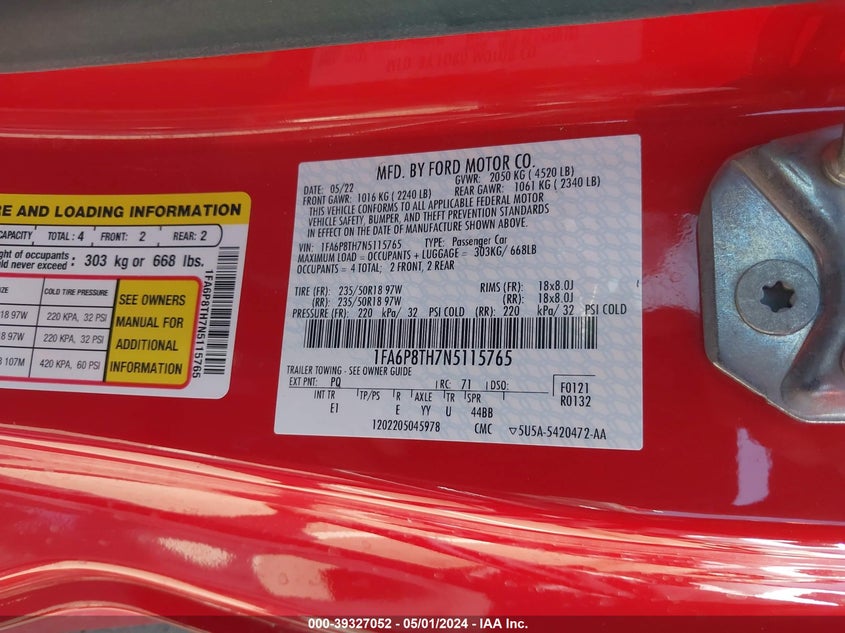 MFD. BY FORD MOTOR CO.
DATE: 05/22 GVWR: 2050 KG ( 4520 LB)
FRONT GAWR: 1016 KG ( 2240 LB) REAR GAWR: 1061 KG ( 2340 LB)
THIS VEHICLE CONFORMS TO ALL APPLICABLE FEDERAL MOTOR
VEHICLE SAFETY, BUMPER, AND THEFT PREVENTION STANDARDS
IN EFFECT ON THE DATE OF MANUFACTURE SHOWN ABOVE.
VIN: 1FA6P8TH7N5115765 TYPE: Passenger Car
MAXIMUM LOAD = OCCUPANTS + LUGGAGE = 303KG/ 668LB
OCCUPANTS = 4 TOTAL: 2 FRONT, 2 REAR
TIRE (FR): 235/50R18 97W RIMS (FR): 18x8.0J
(RR): 235/50R18 97W (RR): 18x8.0J
PRESSURE (FR): 220 kPa/ 32 PSI COLD (RR): 220 kPa/ 32 PSI COLD
1FA6P8TH7N5115765
TRAILER TOWING - SEE OWNER GUIDE
EXT PNT: PQ RC: 71 DSO: F0121
INT TR TP/PS R AXLE TR SPR R0132
E1 E YY U 44BB
1202205045978 CMC ▽5U5A-5420472-AA
RE AND LOADING INFORMATION
CAPACITY TOTAL: 4 FRONT: 2 REAR: 2
ght of occupants
uld never exceed : 303 kg or 668 lbs.
ZE COLD TIRE PRESSURE
18 97W 220 KPA, 32 PSI
8 97W 220 KPA, 32 PSI
8 107M 420 KPA, 60 PSI
SEE OWNERS
MANUAL FOR
ADDITIONAL
INFORMATION
1FA6P8TH7N5115765
000-39327052 - 05/01/2024 - Copyright © 2024 IAA, LLC. All Rights Reserved.